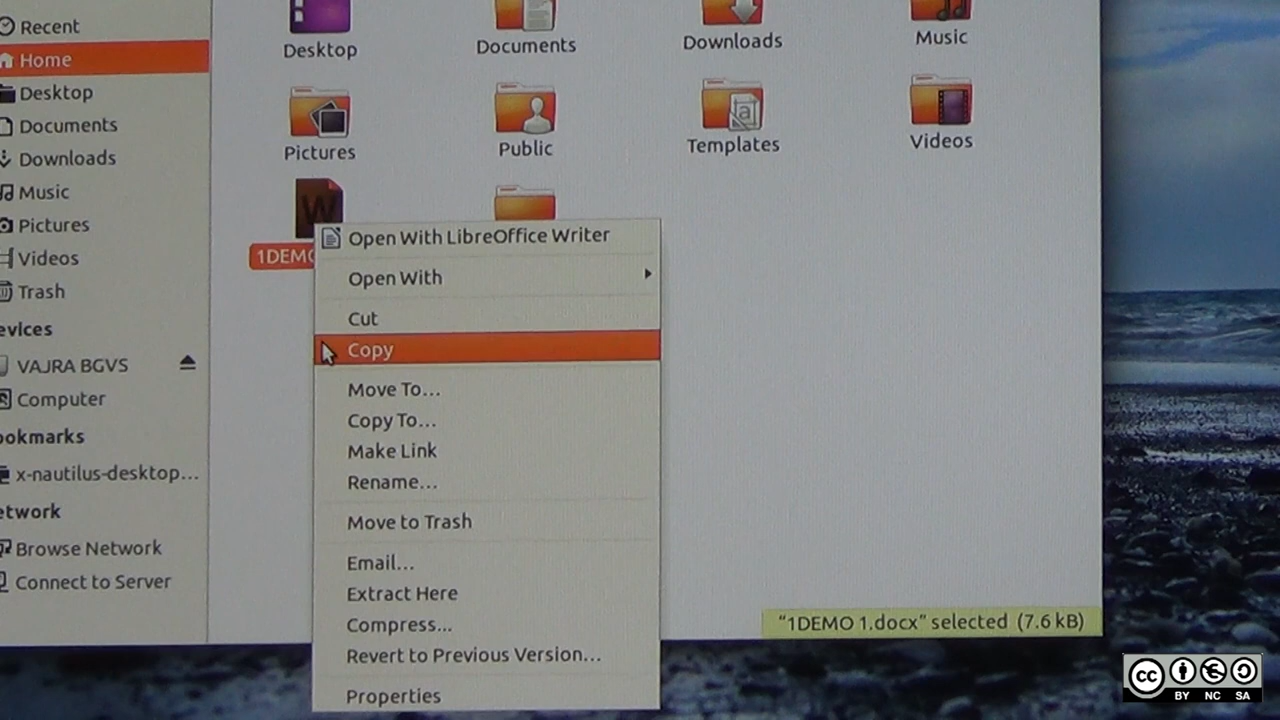 Recent
Home
Desktop
Documents
Downloads
Music
Pictures
Videos
Trash
evices
VAJRA BGVS
Computer
ookmarks
x-nautilus-desktop...
etwork
Browse Network
Connect to Server
Desktop
Documents
Downloads
Music
Pictures
Public
Templates
Videos
W
1DEMO
Open With LibreOffice Writer
Open With
Cut
Copy
Move To...
Copy To...
Make Link
Rename...
Move to Trash
Email...
Extract Here
Compress...
Revert to Previous Version...
Properties
"1DEMO 1.docx" selected (7.6 kB)
cc
BY NC SA